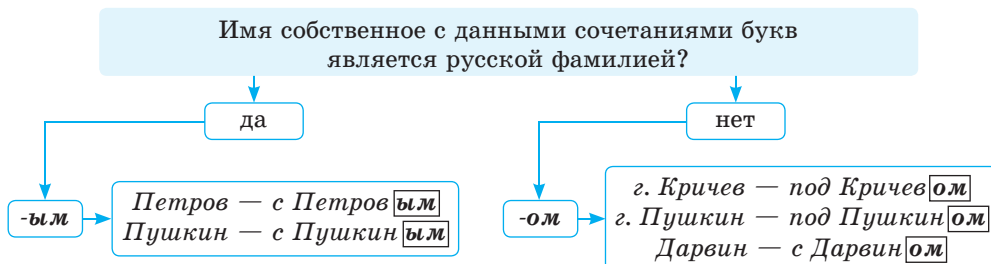 Имя собственное с данными сочетаниями букв
является русской фамилией?
да
нет
-ым
Петров — с Петровым
Пушкин — с Пушкиным
-ом
г. Кричев — под Кричевом
г. Пушкин — под Пушкином
Дарвин — с Дарвином